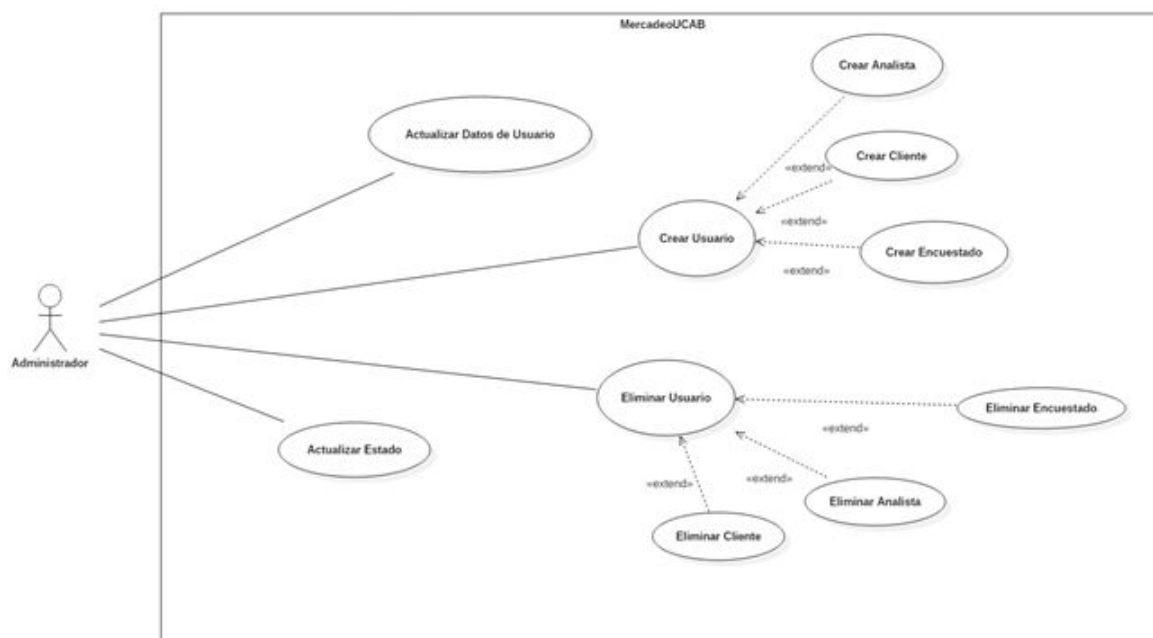 MercadeoUCAB
Crear Analista
Actualizar Datos de Usuario
Crear Cliente
«extend»
«extend»
Crear Usuario
Crear Encuestado
«extend»
Administrador
Eliminar Usuario
Eliminar Encuestado
«extend»
Actualizar Estado
«extend»
«extend»
Eliminar Analista
Eliminar Cliente